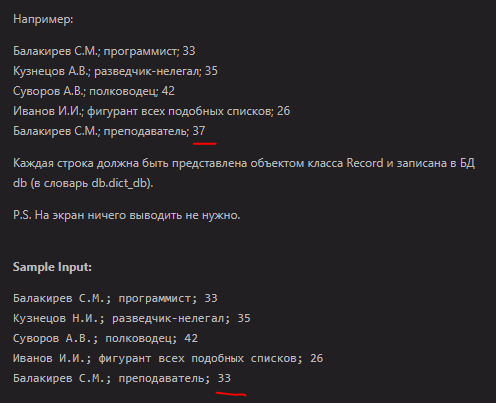 Например:
Балакирев С.М.; программист; 33
Кузнецов А.В.; разведчик-нелегал; 35
Суворов А.В.; полководец; 42
Иванов И.И.; фигурант всех подобных списков; 26
Балакирев С.М.; преподаватель; 37
Каждая строка должна быть представлена объектом класса Record и записана в БД
db (в словарь db.dict_db).
P.S. На экран ничего выводить не нужно.
Sample Input:
Балакирев С.М.; программист; 33
Кузнецов Н.И.; разведчик-нелегал; 35
Суворов А.В.; полководец; 42
Иванов И.И.; фигурант всех подобных списков; 26
Балакирев С.М.; преподаватель; 33